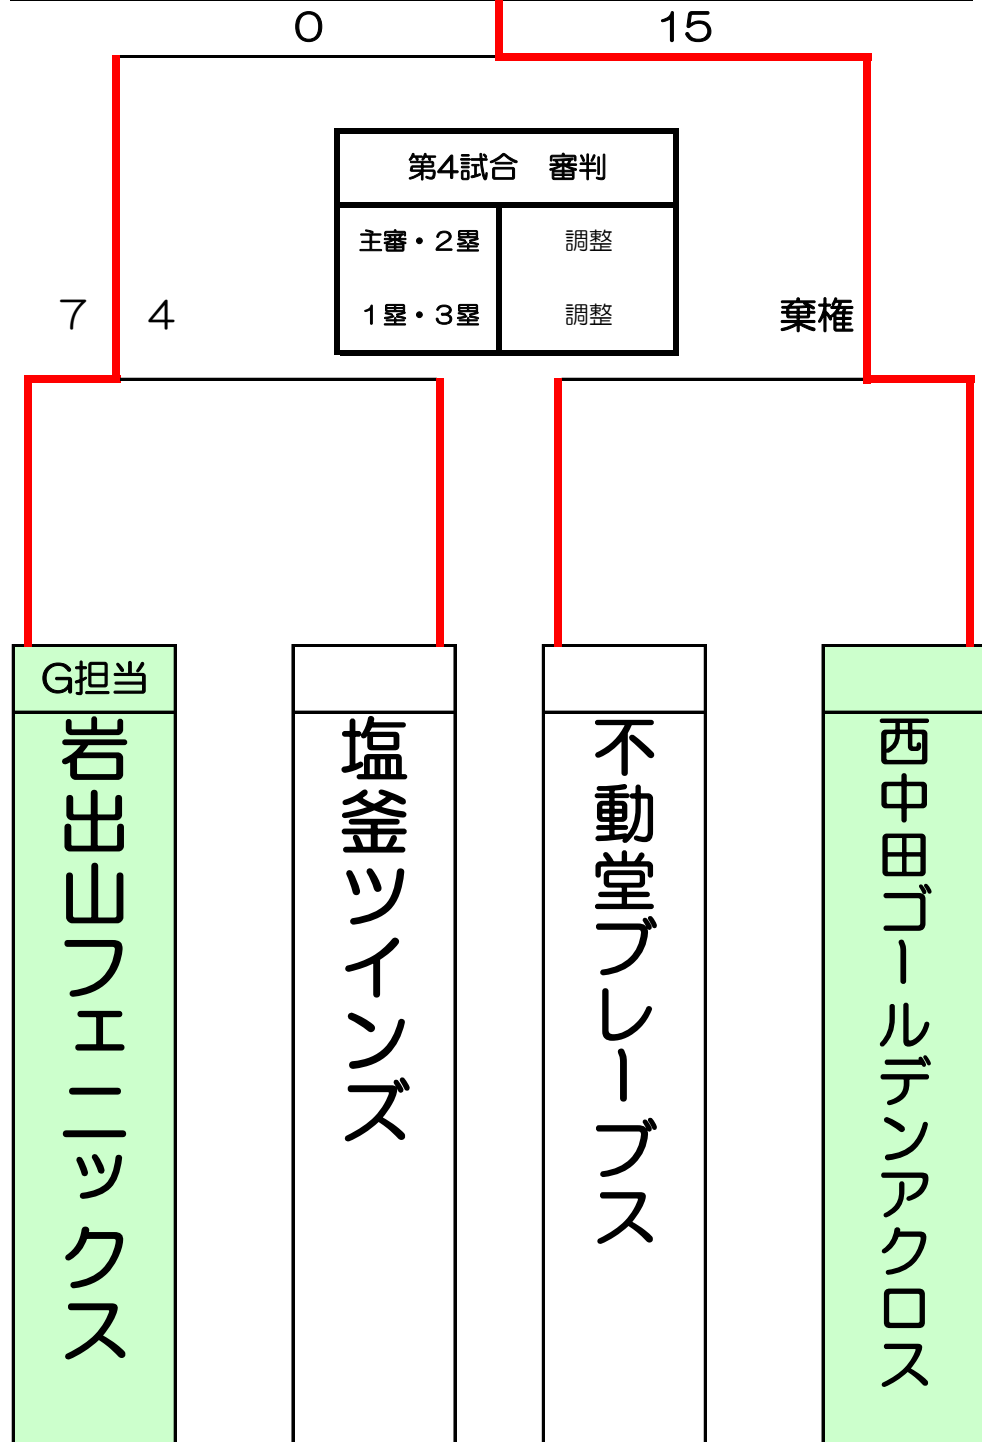 0 15
第4試合 審判
主審・2塁 調整
7 4 1塁・3塁 調整 棄権
G担当
岩出山フェニックス
塩釜ツインズ
不動堂ブレーブス
西中田ゴールデンアクロス